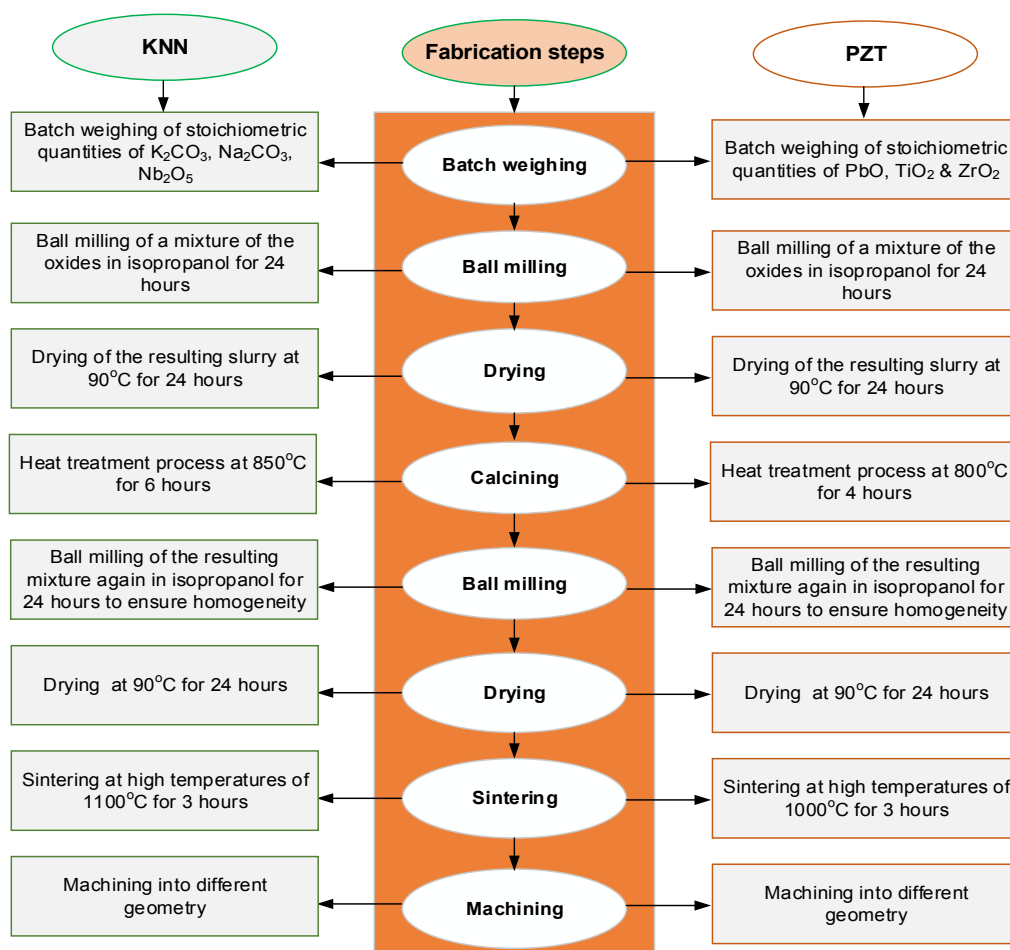 KNN
Fabrication steps
PZT
Batch weighing of stoichiometric
quantities of K₂CO₃, Na₂CO₃,
Nb₂O₅
Batch weighing
Batch weighing of stoichiometric
quantities of PbO, TiO₂ & ZrO₂
Ball milling of a mixture of the
oxides in isopropanol for 24
hours
Ball milling
Ball milling of a mixture of the
oxides in isopropanol for 24
hours
Drying of the resulting slurry at
90°C for 24 hours
Drying
Drying of the resulting slurry at
90°C for 24 hours
Heat treatment process at 850°C
for 6 hours
Calcining
Heat treatment process at 800°C
for 4 hours
Ball milling of the resulting
mixture again in isopropanol for
24 hours to ensure homogeneity
Ball milling
Ball milling of the resulting
mixture again in isopropanol for
24 hours to ensure homogeneity
Drying at 90°C for 24 hours
Drying
Drying at 90°C for 24 hours
Sintering at high temperatures of
1100°C for 3 hours
Sintering
Sintering at high temperatures of
1000°C for 3 hours
Machining into different
geometry
Machining
Machining into different
geometry